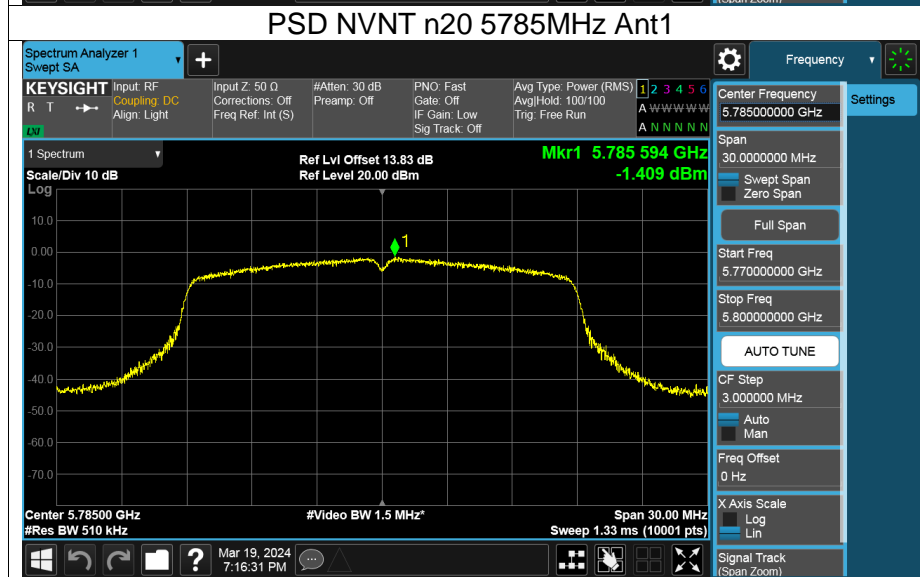 (Span Zoom)
PSD NVNT n20 5785MHz Ant1
Spectrum Analyzer 1
Swept SA
+
Frequency
KEYSIGHT
R T
LXI
Input: RF
Coupling: DC
Align: Light
Input Z: 50 Ω
Corrections: Off
Freq Ref: Int (S)
#Atten: 30 dB
Preamp: Off
PNO: Fast
Gate: Off
IF Gain: Low
Sig Track: Off
Avg Type: Power (RMS)
Avg|Hold: 100/100
Trig: Free Run
1 2 3 4 5 6
A W W W W W
A N N N N N
1 Spectrum
Scale/Div 10 dB
Log
Ref Lvl Offset 13.83 dB
Ref Level 20.00 dBm
Mkr1 5.785 594 GHz
-1.409 dBm
1
10.0
0.00
-10.0
-20.0
-30.0
-40.0
-50.0
-60.0
-70.0
Center 5.78500 GHz
#Res BW 510 kHz
#Video BW 1.5 MHz*
Span 30.00 MHz
Sweep 1.33 ms (10001 pts)
?
Mar 19, 2024
7:16:31 PM
Center Frequency
5.785000000 GHz
Span
30.0000000 MHz
Swept Span
Zero Span
Full Span
Start Freq
5.770000000 GHz
Stop Freq
5.800000000 GHz
AUTO TUNE
CF Step
3.000000 MHz
Auto
Man
Freq Offset
0 Hz
X Axis Scale
Log
Lin
Signal Track
(Span Zoom)
Settings